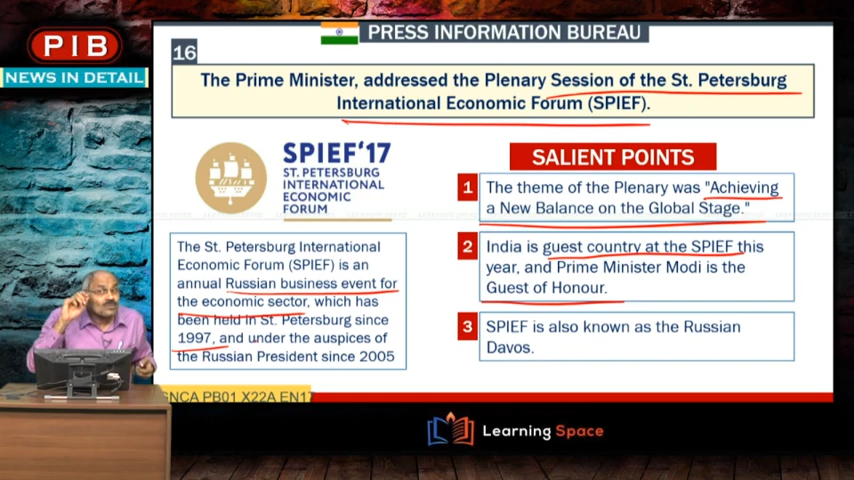 PIB
NEWS IN DETAIL
PRESS INFORMATION BUREAU
16
The Prime Minister, addressed the Plenary Session of the St. Petersburg
International Economic Forum (SPIEF).
SPIEF'17
ST. PETERSBURG
INTERNATIONAL
ECONOMIC
FORUM
The St. Petersburg International
Economic Forum (SPIEF) is an
annual Russian business event for
the economic sector, which has
been held in St. Petersburg since
1997, and under the auspices of
the Russian President since 2005
SALIENT POINTS
1
The theme of the Plenary was "Achieving
a New Balance on the Global Stage."
2
India is guest country at the SPIEF this
year, and Prime Minister Modi is the
Guest of Honour.
3
SPIEF is also known as the Russian
Davos.
SNCA PB01 X22A EN17
Learning Space